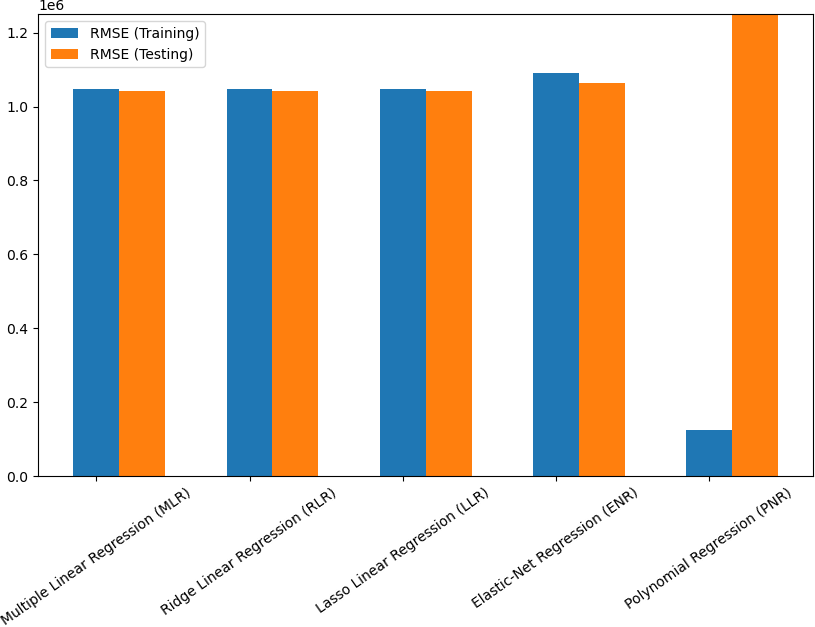 1e6
RMSE (Training)
RMSE (Testing)
1.2
1.0
0.8
0.6
0.4
0.2
0.0
Multiple Linear Regression (MLR)
Ridge Linear Regression (RLR)
Lasso Linear Regression (LLR)
Elastic-Net Regression (ENR)
Polynomial Regression (PNR)